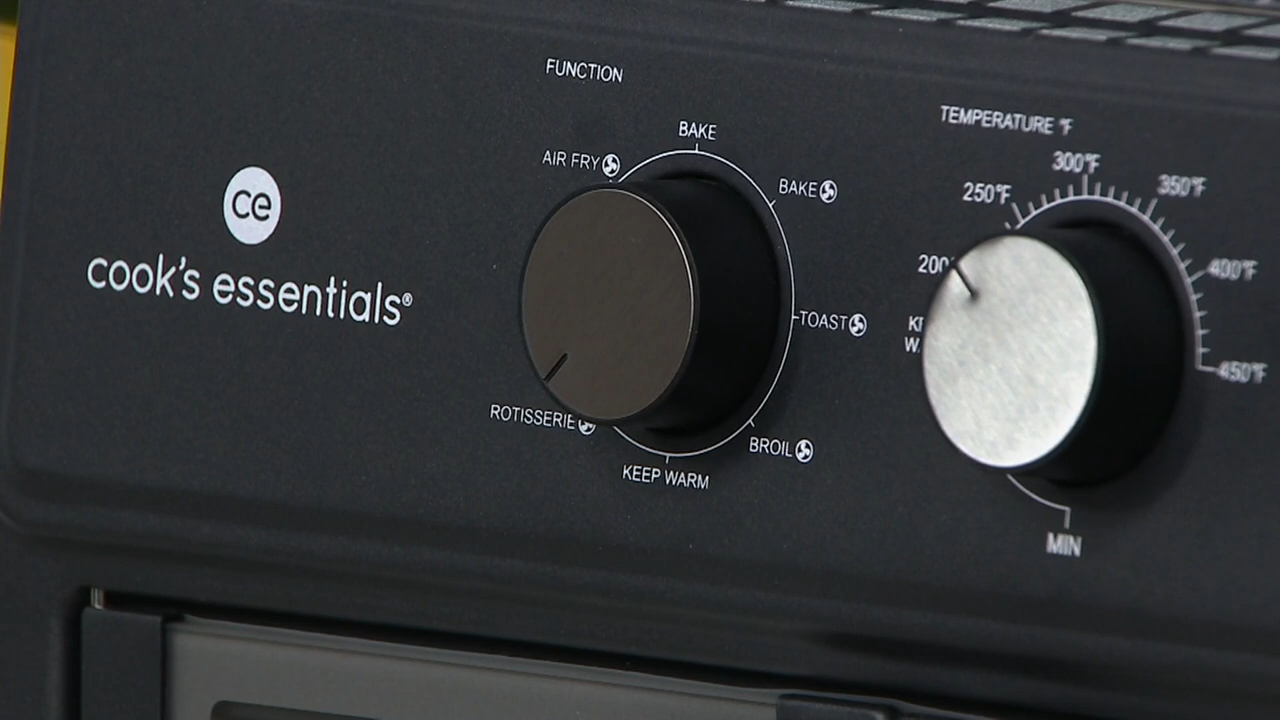 FUNCTION
TEMPERATURE °F
BAKE
AIR FRY
BAKE
300°F
250°F
350°F
ce
cook's essentials®
200°
400°F
TOAST
450°F
ROTISSERIE
BROIL
KEEP WARM
MIN